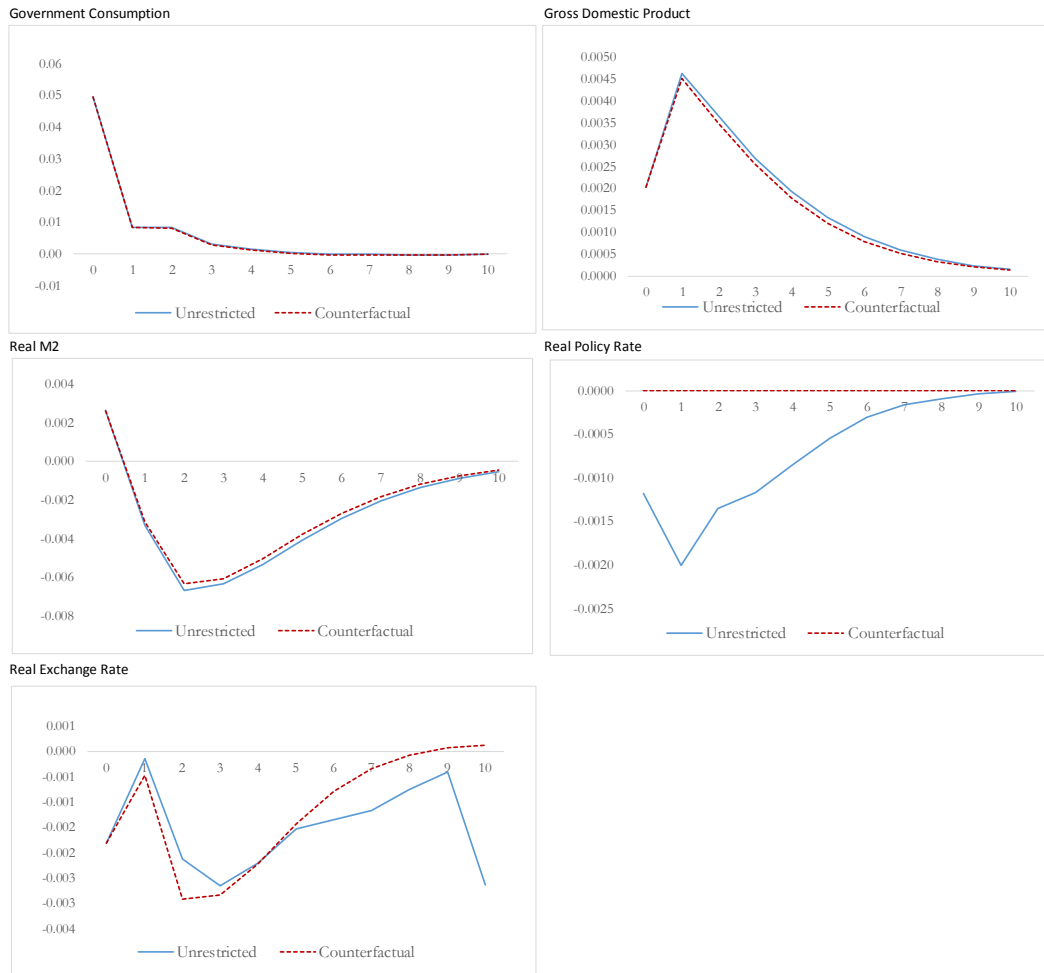 Government Consumption
0.06
0.05
0.04
0.03
0.02
0.01
0.00
-0.01
0 1 2 3 4 5 6 7 8 9 10
Unrestricted Counterfactual
Gross Domestic Product
0.0050
0.0045
0.0040
0.0035
0.0030
0.0025
0.0020
0.0015
0.0010
0.0005
0.0000
0 1 2 3 4 5 6 7 8 9 10
Unrestricted Counterfactual
Real M2
0.004
0.002
0.000
-0.002
-0.004
-0.006
-0.008
0 1 2 3 4 5 6 7 8 9 10
Unrestricted Counterfactual
Real Policy Rate
0.0000
-0.0005
-0.0010
-0.0015
-0.0020
-0.0025
0 1 2 3 4 5 6 7 8 9 10
Unrestricted Counterfactual
Real Exchange Rate
0.001
0.000
-0.001
-0.001
-0.002
-0.002
-0.003
-0.003
-0.004
0 1 2 3 4 5 6 7 8 9 10
Unrestricted Counterfactual